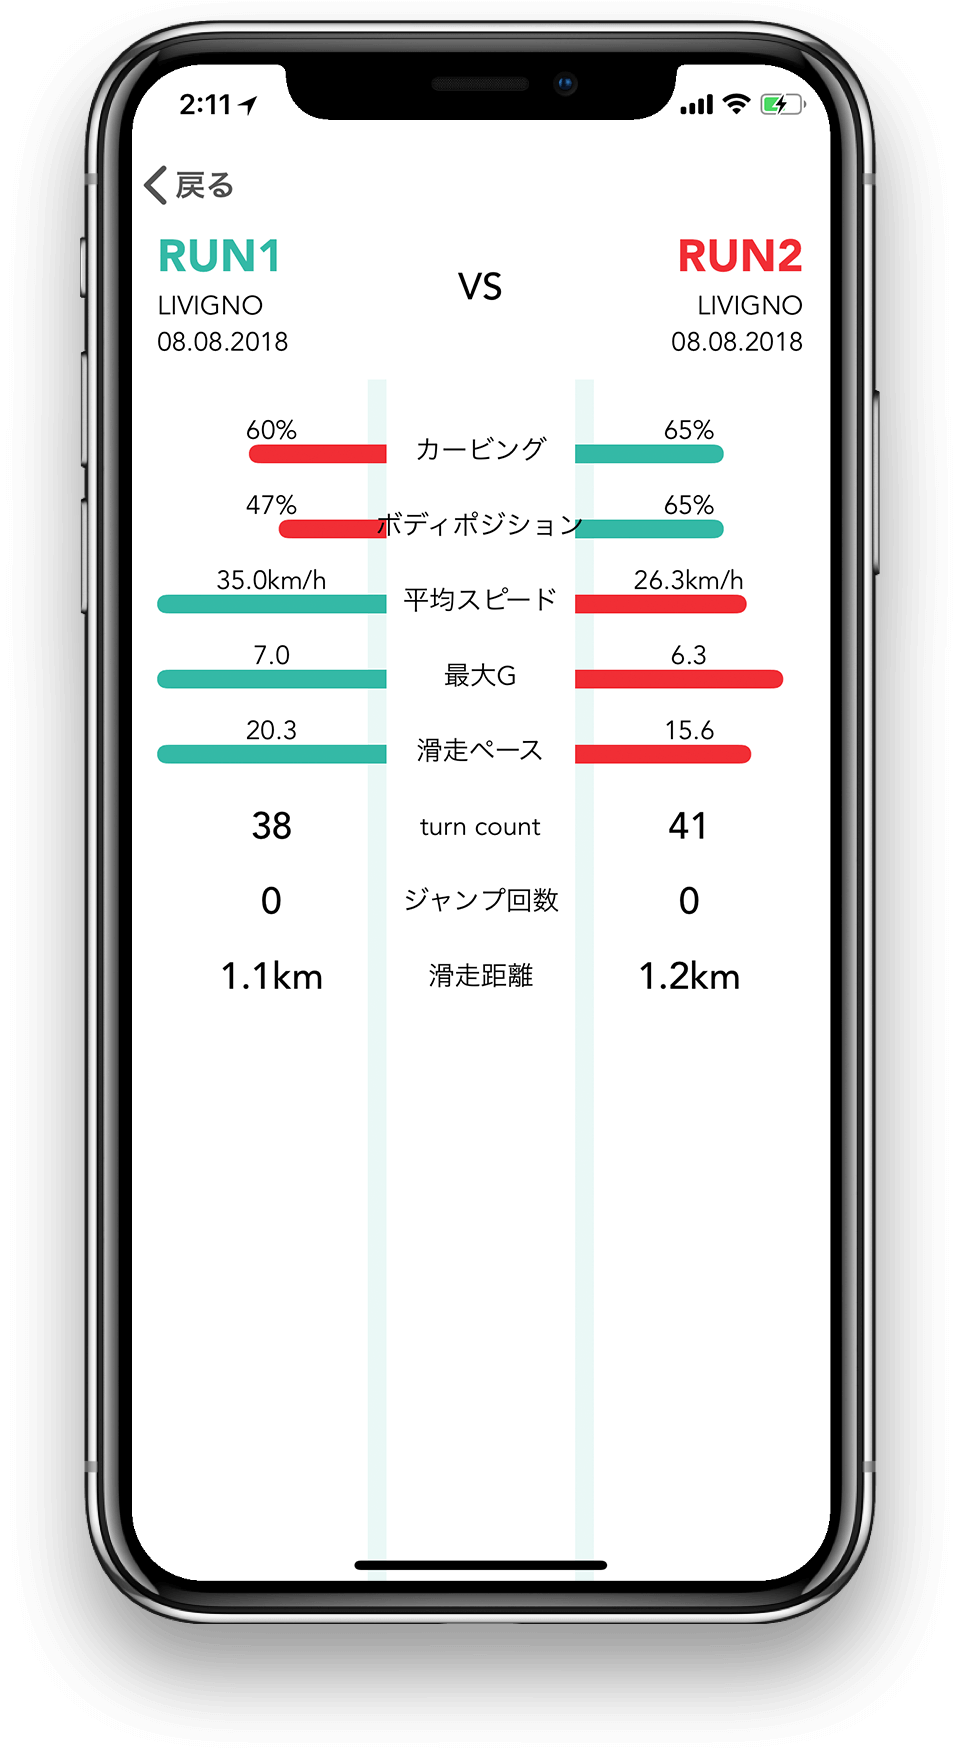 2:11
戻る
RUN1
LIVIGNO
08.08.2018
VS
RUN2
LIVIGNO
08.08.2018
60% カービング 65%
47% ボディポジション 65%
35.0km/h 平均スピード 26.3km/h
7.0 最大G 6.3
20.3 滑走ペース 15.6
38 turn count 41
0 ジャンプ回数 0
1.1km 滑走距離 1.2km